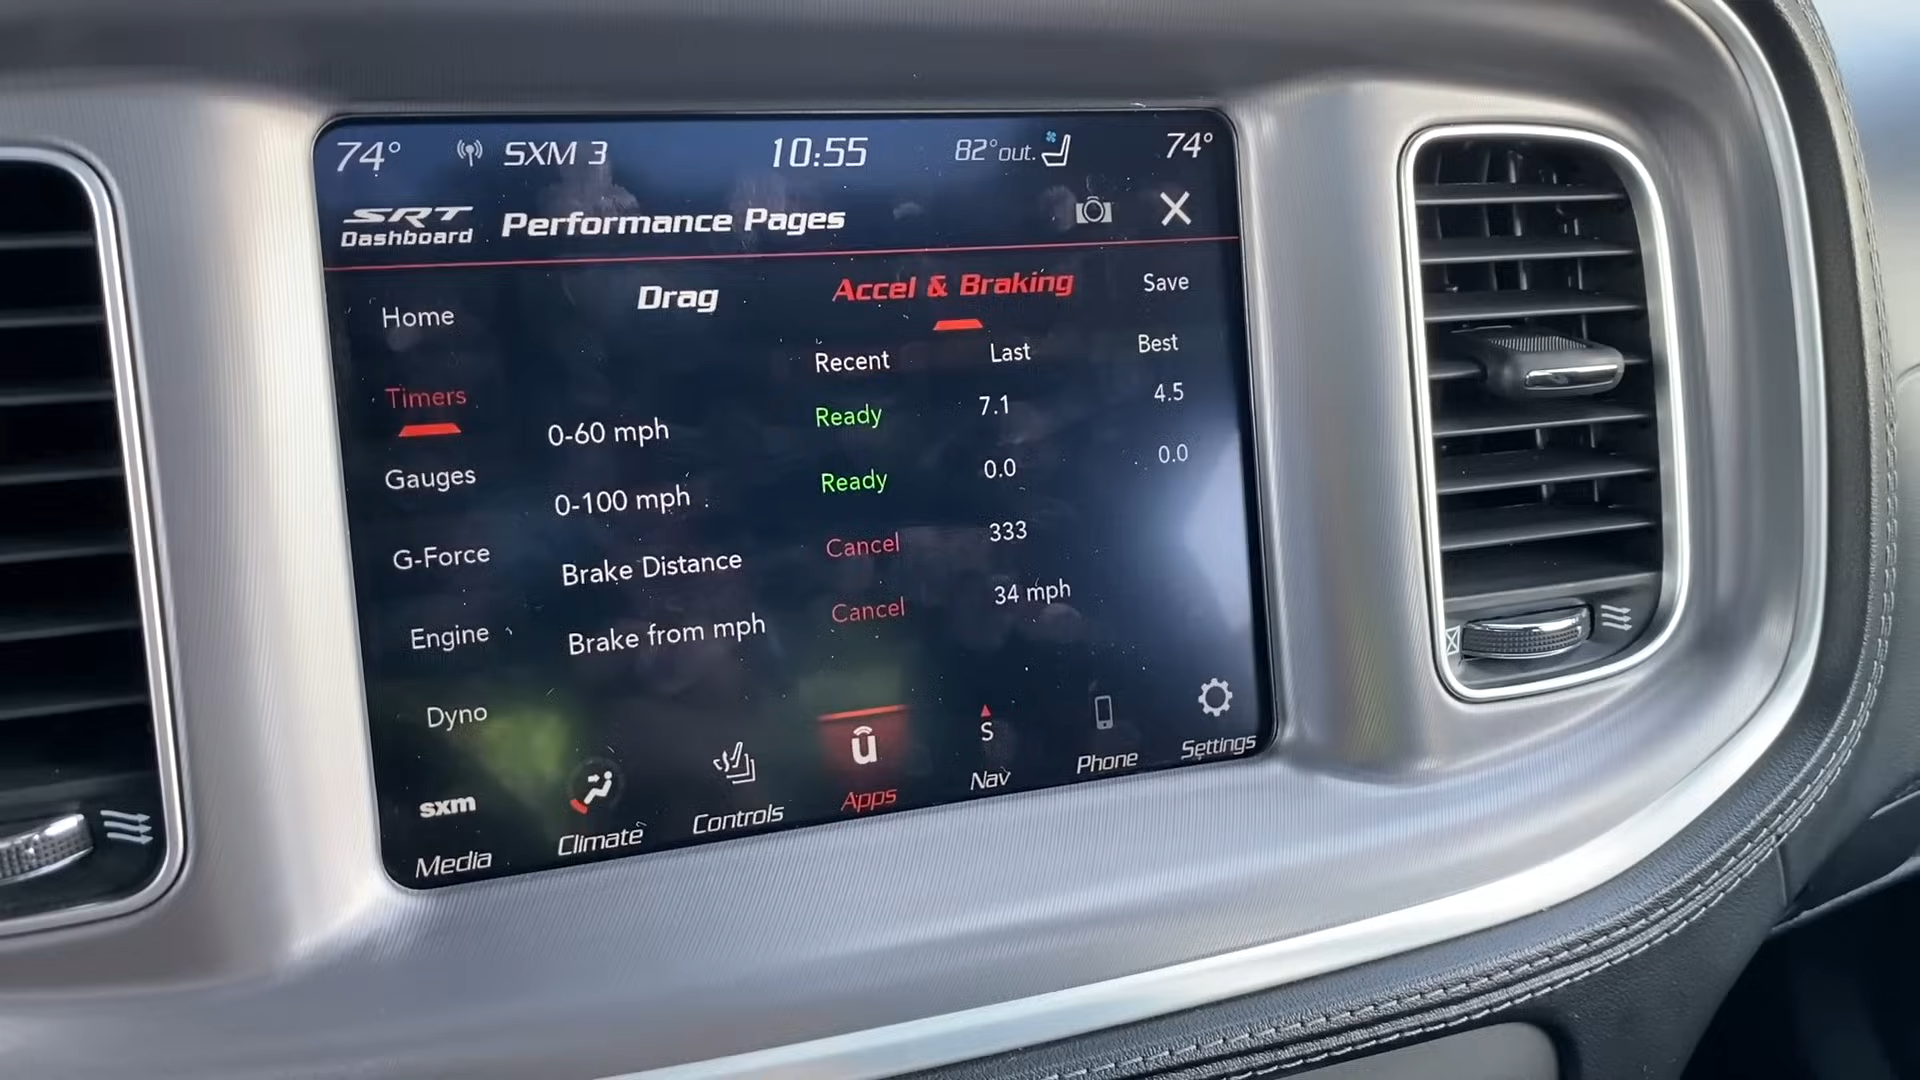 74° SXM 3 10:55 82°out. 74°
SRT Dashboard Performance Pages
Drag Accel & Braking Save
Home
Recent Last Best
Timers
0-60 mph Ready 7.1 4.5
Gauges
0-100 mph Ready 0.0 0.0
G-Force
Brake Distance Cancel 333
Engine
Brake from mph Cancel 34 mph
Dyno
sxm ū S
Media Climate Controls Apps Nav Phone Settings